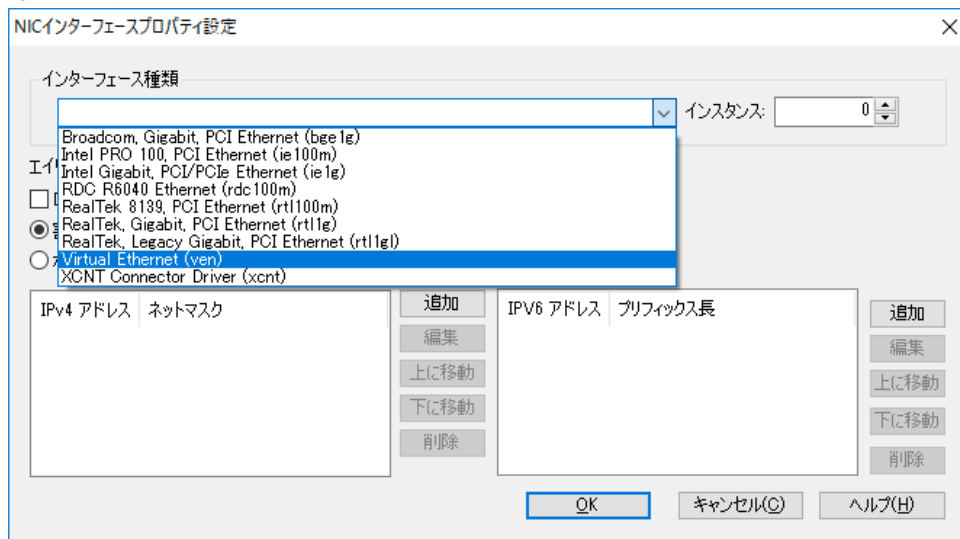 NICインターフェースプロパティ設定
インターフェース種類
インスタンス: 0
Broadcom, Gigabit, PCI Ethernet (bge1g)
Intel PRO 100, PCI Ethernet (ie100m)
Intel Gigabit, PCI/PCIe Ethernet (ie1g)
RDC R6040 Ethernet (rdc100m)
RealTek 8139, PCI Ethernet (rtl100m)
RealTek, Gigabit, PCI Ethernet (rtl1g)
RealTek, Legacy Gigabit, PCI Ethernet (rtl1gl)
Virtual Ethernet (ven)
XCNT Connector Driver (xcnt)
IPv4 アドレス ネットマスク
追加
編集
上に移動
下に移動
削除
IPV6 アドレス プリフィックス長
追加
編集
上に移動
下に移動
削除
OK キャンセル(C) ヘルプ(H)